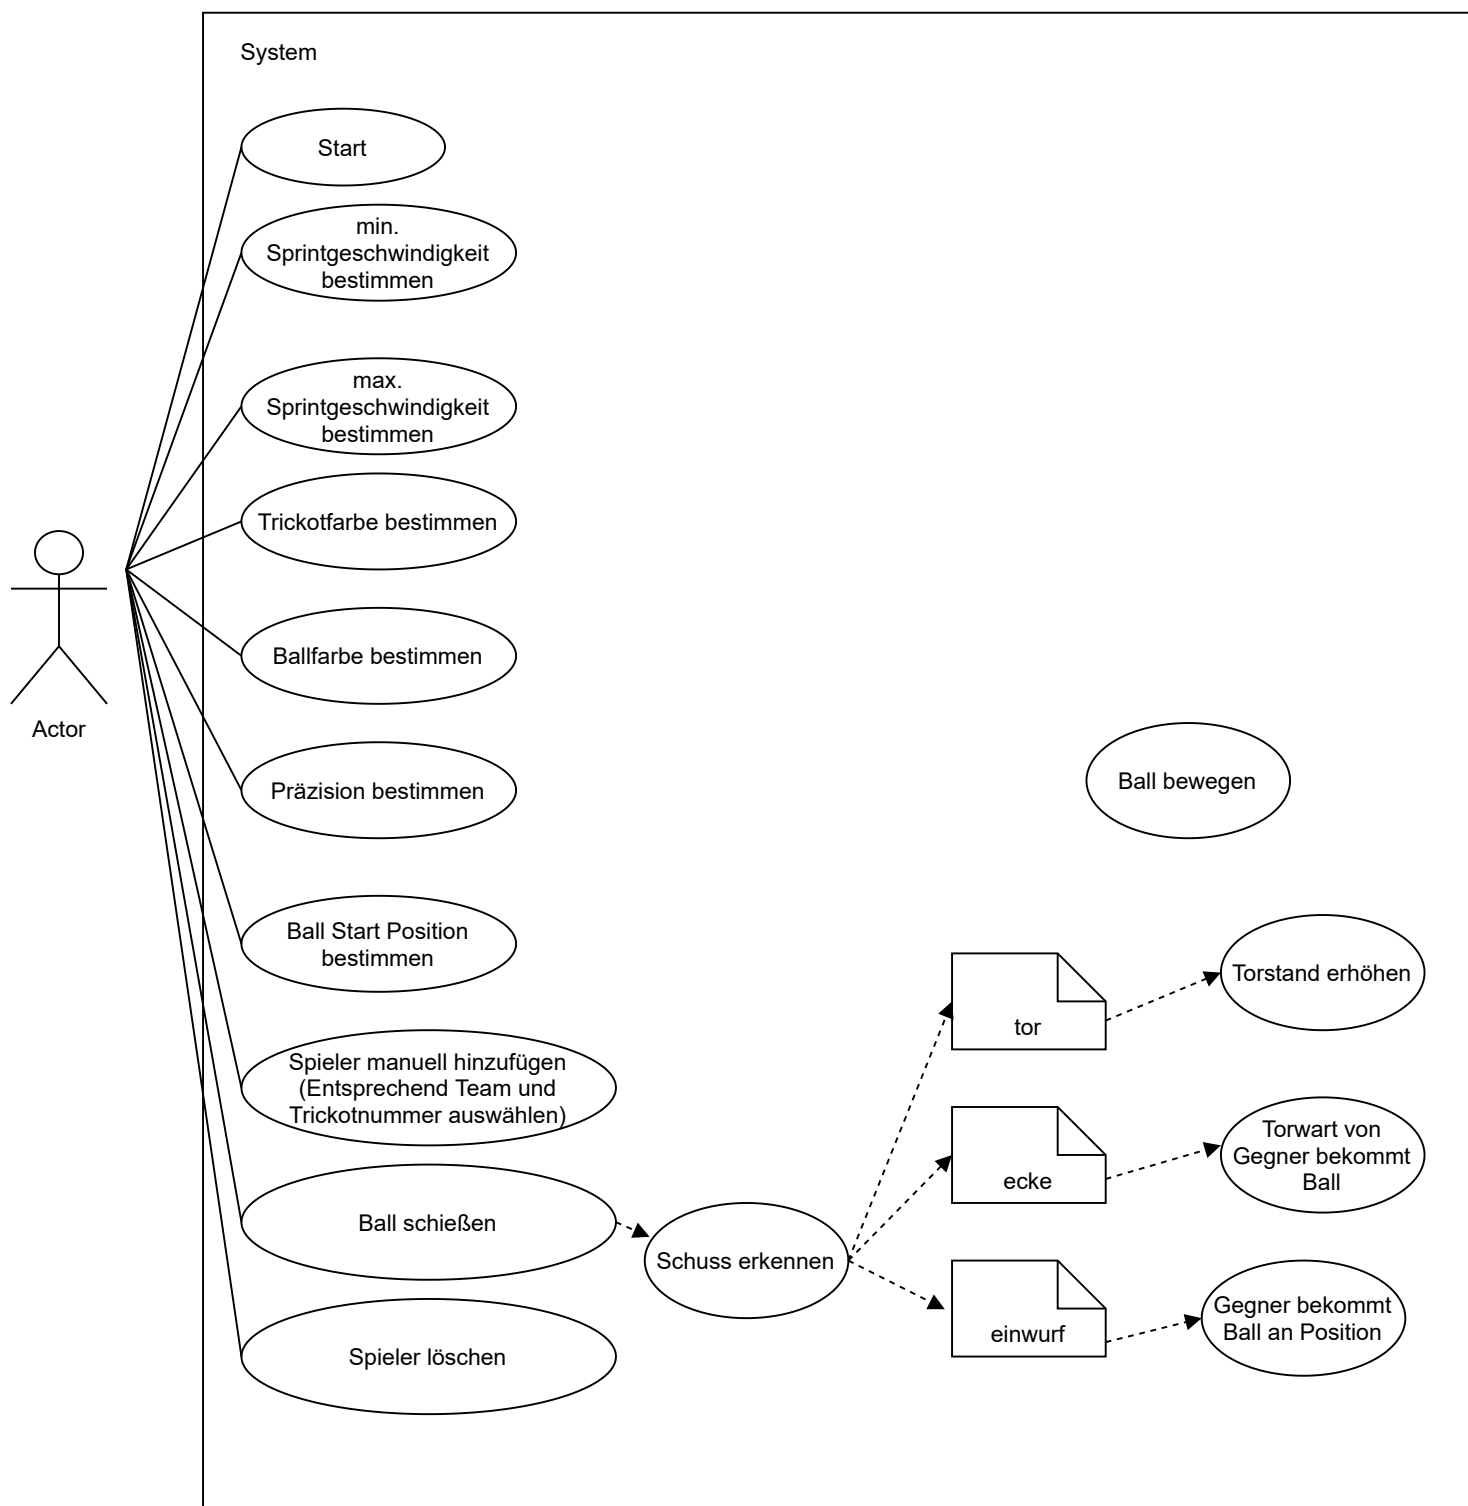 System
Start
min.
Sprintgeschwindigkeit
bestimmen
max.
Sprintgeschwindigkeit
bestimmen
Trickotfarbe bestimmen
Ballfarbe bestimmen
Actor
Präzision bestimmen
Ball bewegen
Ball Start Position
bestimmen
Torstand erhöhen
tor
Spieler manuell hinzufügen
(Entsprechend Team und
Trickotnummer auswählen)
Torwart von
Gegner bekommt
Ball
ecke
Ball schießen
Schuss erkennen
Gegner bekommt
Ball an Position
einwurf
Spieler löschen